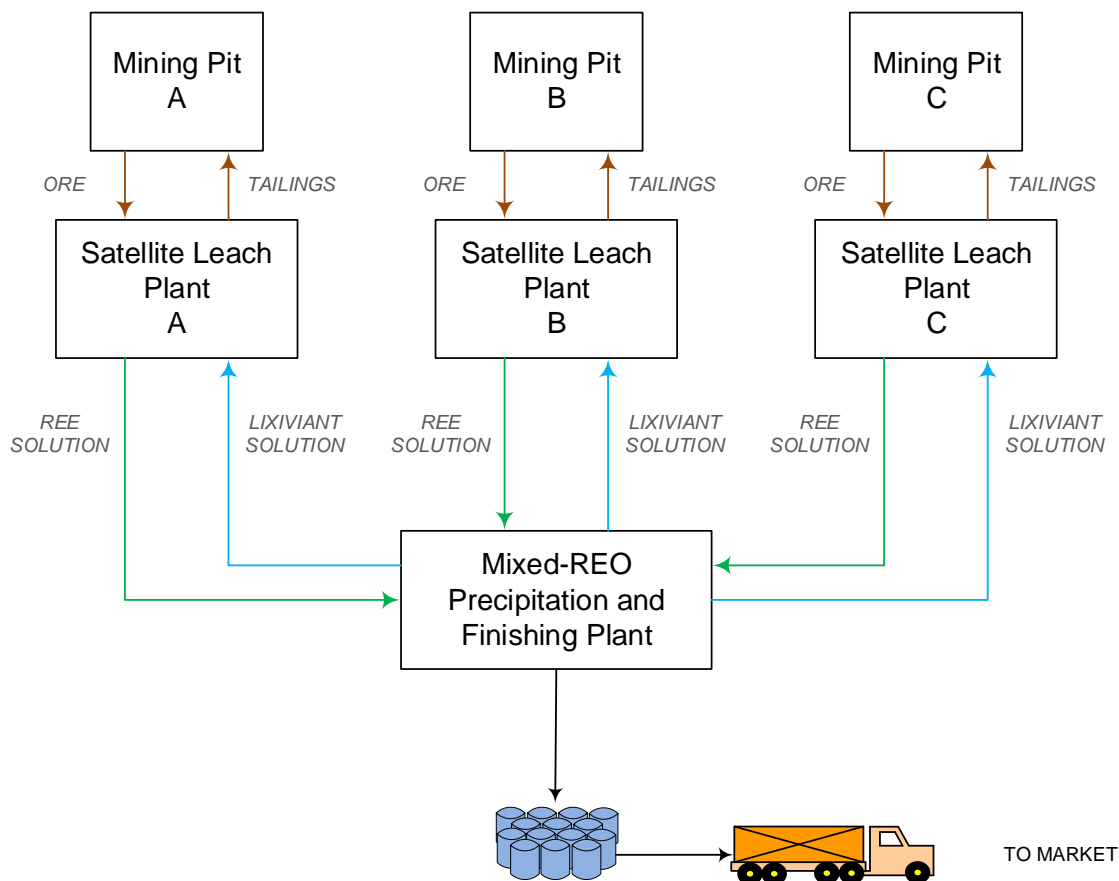 Mining Pit
A
Mining Pit
B
Mining Pit
C
ORE
TAILINGS
ORE
TAILINGS
ORE
TAILINGS
Satellite Leach
Plant
A
Satellite Leach
Plant
B
Satellite Leach
Plant
C
REE
SOLUTION
LIXIVIANT
SOLUTION
REE
SOLUTION
LIXIVIANT
SOLUTION
REE
SOLUTION
LIXIVIANT
SOLUTION
Mixed-REO
Precipitation and
Finishing Plant
TO MARKET